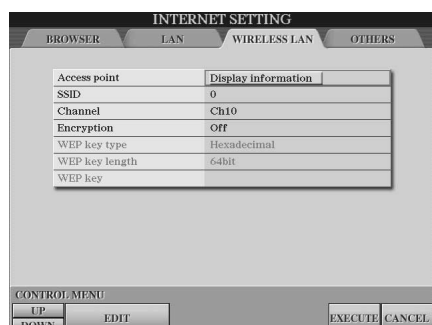 INTERNET SETTING
BROWSER LAN WIRELESS LAN OTHERS
Access point Display information
SSID 0
Channel Ch10
Encryption Off
WEP key type Hexadecimal
WEP key length 64bit
WEP key
CONTROL MENU
UP
DOWN EDIT EXECUTE CANCEL